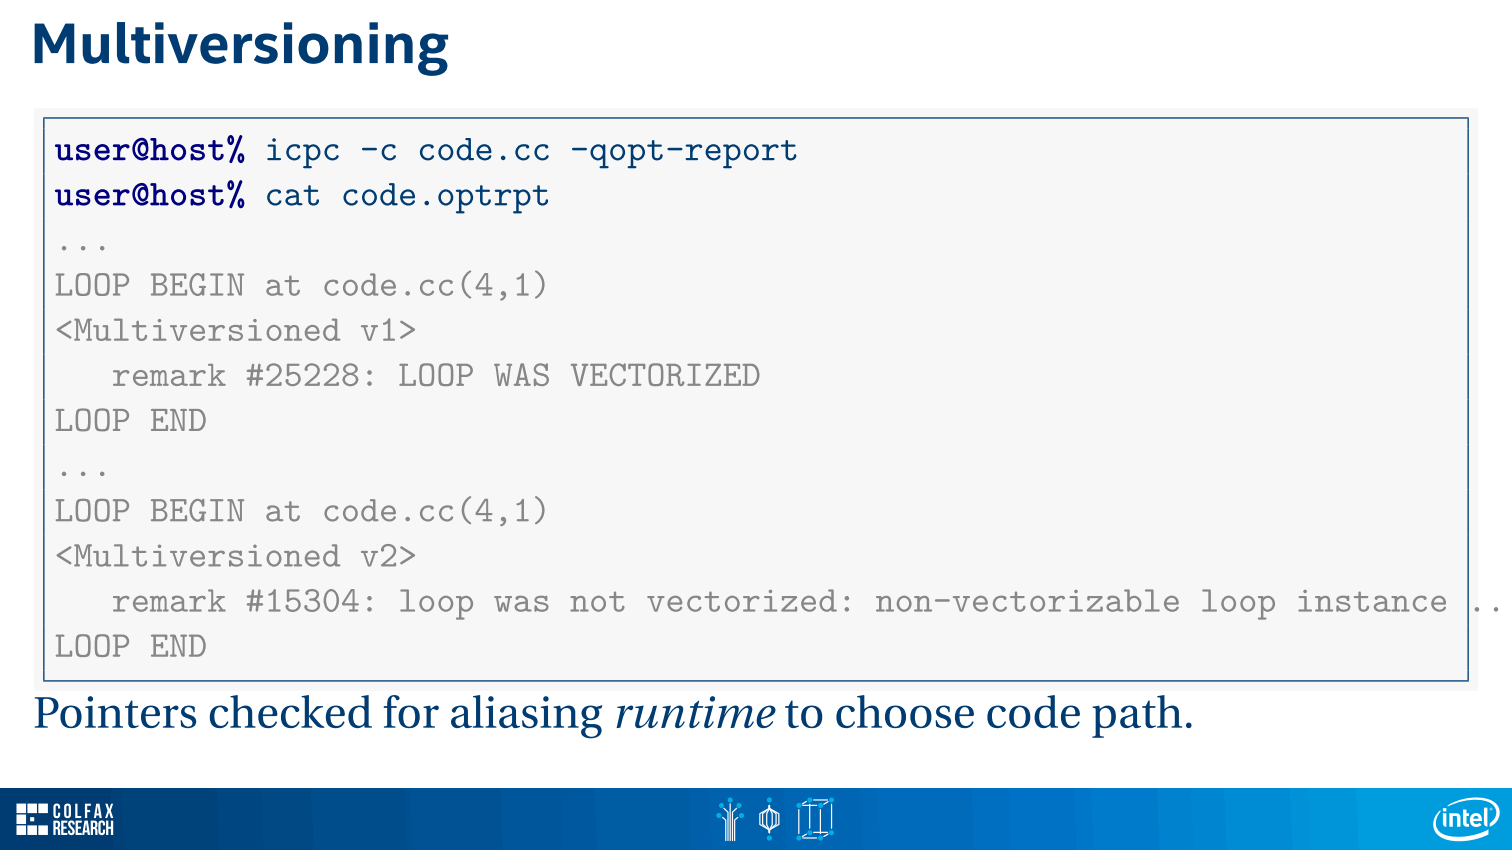 Multiversioning
user@host% icpc -c code.cc -qopt-report
user@host% cat code.optrpt
...
LOOP BEGIN at code.cc(4,1)
<Multiversioned v1>
   remark #25228: LOOP WAS VECTORIZED
LOOP END
...
LOOP BEGIN at code.cc(4,1)
<Multiversioned v2>
   remark #15304: loop was not vectorized: non-vectorizable loop instance ..
LOOP END
Pointers checked for aliasing runtime to choose code path.
COLFAX
RESEARCH
intel